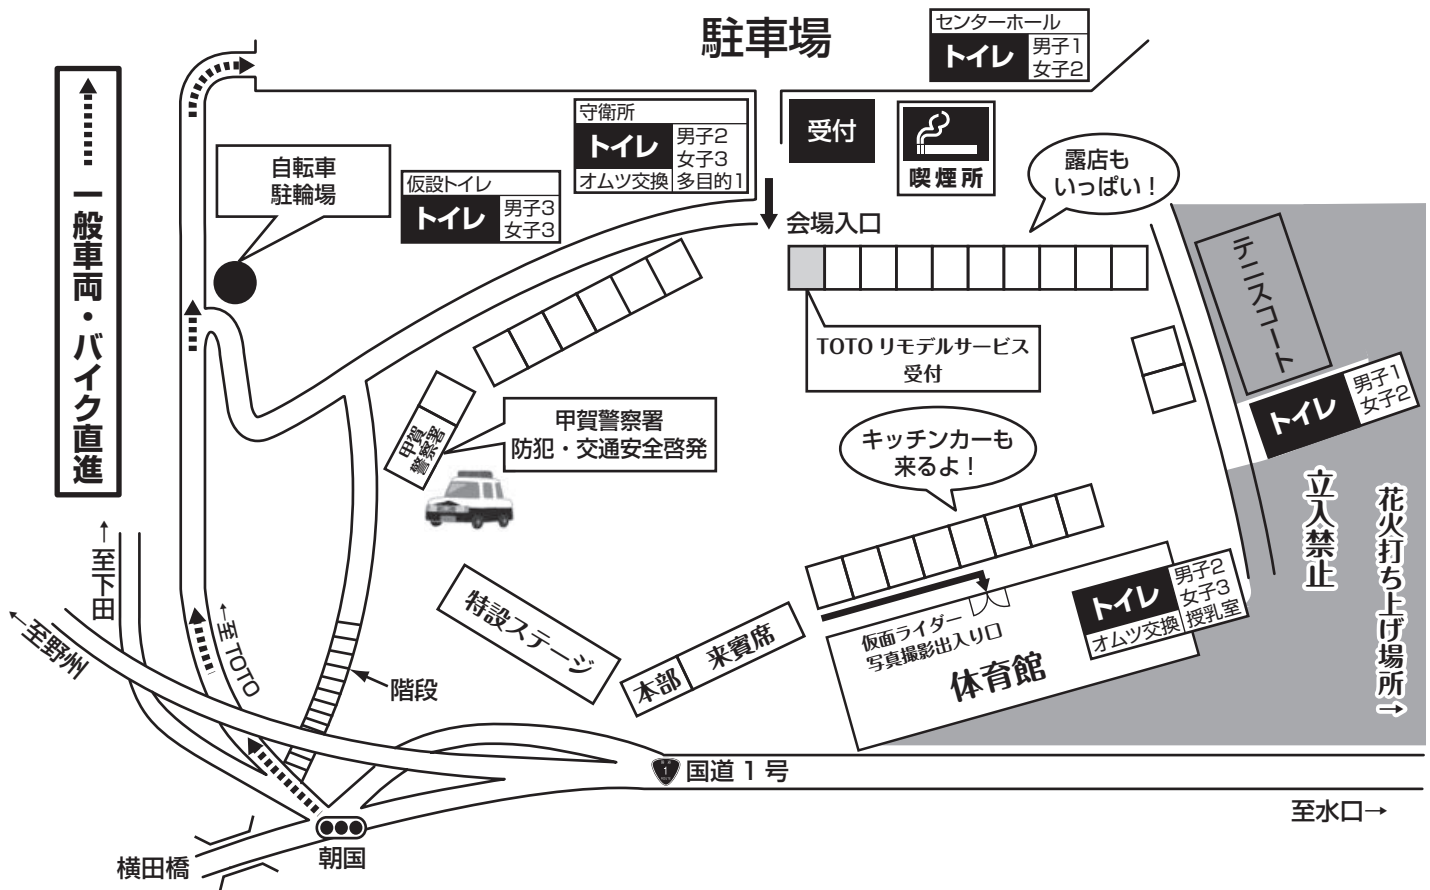 駐車場
センターホール
トイレ
男子1
女子2
一般車両・バイク直進
自転車
駐輪場
仮設トイレ
トイレ
男子3
女子3
守衛所
トイレ
男子2
女子3
オムツ交換
多目的1
受付
喫煙所
会場入口
露店も
いっぱい！
テニスコート
TOTO リモデルサービス
受付
トイレ
男子1
女子2
甲賀
警察署
甲賀警察署
防犯・交通安全啓発
キッチンカーも
来るよ！
立入禁止
花火打ち上げ場所→
←至下田
←至野州
←至 TOTO
階段
特設ステージ
本部
来賓席
仮面ライダー
写真撮影出入り口
体育館
トイレ
男子2
女子3
オムツ交換
授乳室
1
国道 1 号
至水口→
横田橋
朝国